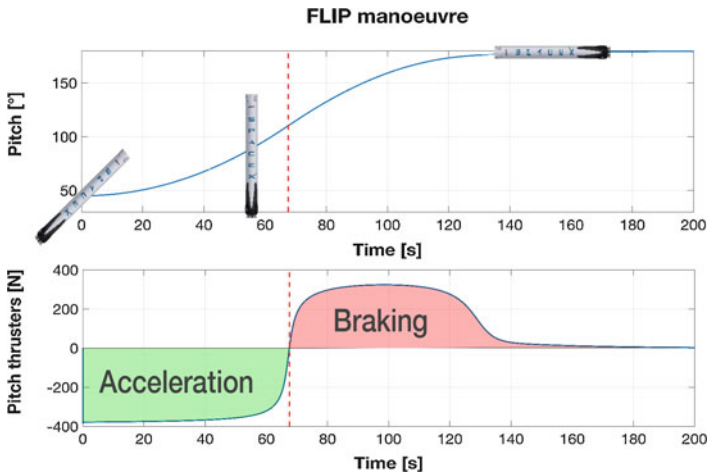 FLIP manoeuvre
Pitch [°]
150
100
50
0 20 40 60 80 100 120 140 160 180 200
Time [s]
Pitch thrusters [N]
400
200
0
-200
-400
Braking
Acceleration
0 20 40 60 80 100 120 140 160 180 200
Time [s]